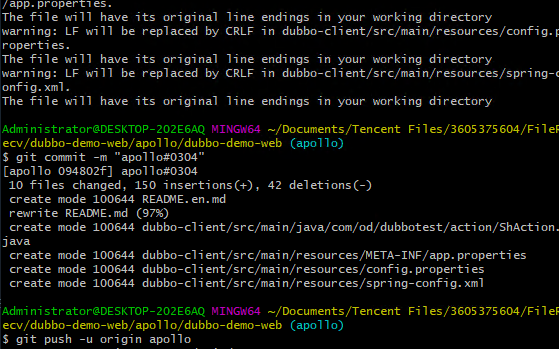 /app.properties.
The file will have its original line endings in your working directory
warning: LF will be replaced by CRLF in dubbo-client/src/main/resources/config.p
roperties.
The file will have its original line endings in your working directory
warning: LF will be replaced by CRLF in dubbo-client/src/main/resources/spring-c
onfig.xml.
The file will have its original line endings in your working directory
Administrator@DESKTOP-2O2E6AQ MINGW64 ~/Documents/Tencent Files/3605375604/FileR
ecv/dubbo-demo-web/apollo/dubbo-demo-web (apollo)
$ git commit -m "apollo#0304"
[apollo 094802f] apollo#0304
 10 files changed, 150 insertions(+), 42 deletions(-)
 create mode 100644 README.en.md
 rewrite README.md (97%)
 create mode 100644 dubbo-client/src/main/java/com/od/dubbotest/action/ShAction.
java
 create mode 100644 dubbo-client/src/main/resources/META-INF/app.properties
 create mode 100644 dubbo-client/src/main/resources/config.properties
 create mode 100644 dubbo-client/src/main/resources/spring-config.xml
Administrator@DESKTOP-2O2E6AQ MINGW64 ~/Documents/Tencent Files/3605375604/FileR
ecv/dubbo-demo-web/apollo/dubbo-demo-web (apollo)
$ git push -u origin apollo